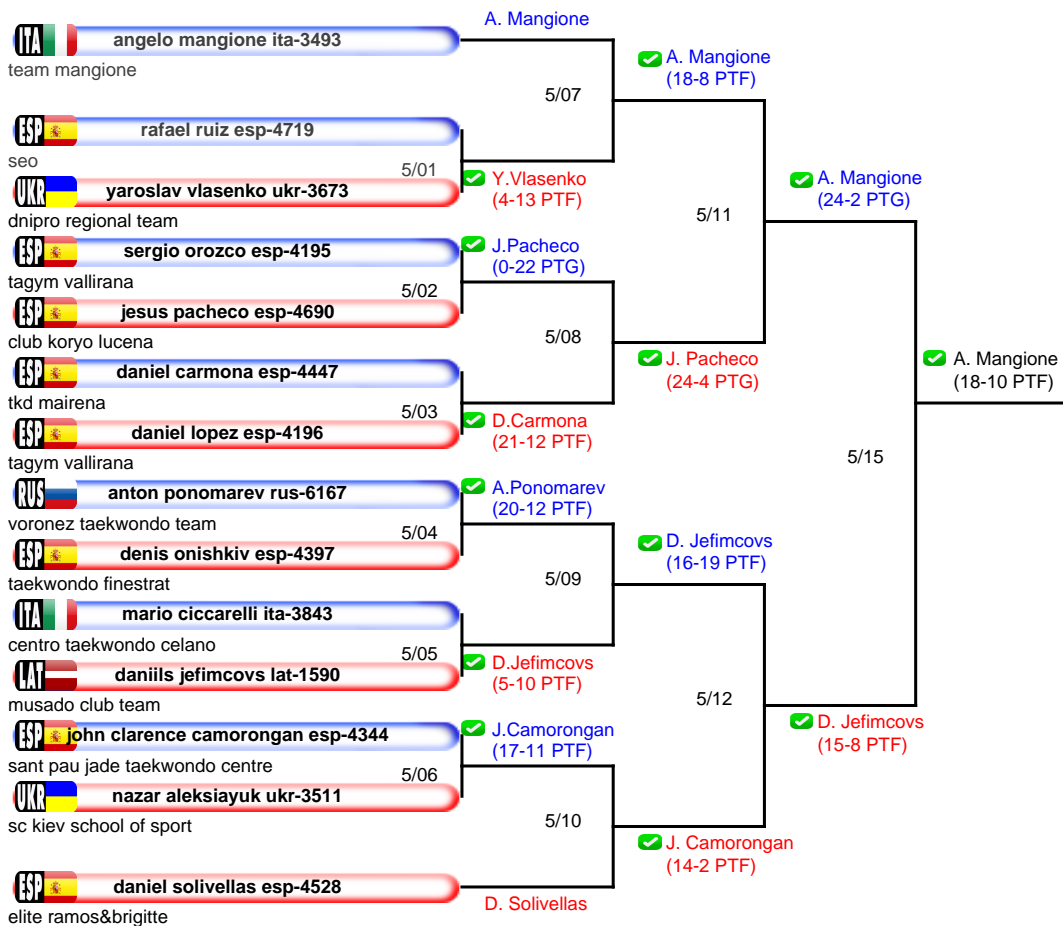 A. Mangione
ITA angelo mangione ita-3493
team mangione
A. Mangione
(18-8 PTF)
5/07
ESP rafael ruiz esp-4719
seo
5/01
UKR yaroslav vlasenko ukr-3673
dnipro regional team
Y.Vlasenko
(4-13 PTF)
A. Mangione
(24-2 PTG)
5/11
ESP sergio orozco esp-4195
tagym vallirana
J.Pacheco
(0-22 PTG)
5/02
ESP jesus pacheco esp-4690
club koryo lucena
5/08
J. Pacheco
(24-4 PTG)
ESP daniel carmona esp-4447
tkd mairena
5/03
ESP daniel lopez esp-4196
tagym vallirana
D.Carmona
(21-12 PTF)
A. Mangione
(18-10 PTF)
5/15
RUS anton ponomarev rus-6167
voronez taekwondo team
A.Ponomarev
(20-12 PTF)
5/04
ESP denis onishkiv esp-4397
taekwondo finestrat
D. Jefimcovs
(16-19 PTF)
5/09
ITA mario ciccarelli ita-3843
centro taekwondo celano
5/05
LAT daniils jefimcovs lat-1590
musado club team
D.Jefimcovs
(5-10 PTF)
5/12
D. Jefimcovs
(15-8 PTF)
ESP john clarence camorongan esp-4344
sant pau jade taekwondo centre
J.Camorongan
(17-11 PTF)
5/06
UKR nazar aleksiayuk ukr-3511
sc kiev school of sport
5/10
J. Camorongan
(14-2 PTF)
ESP daniel solivellas esp-4528
elite ramos&brigitte
D. Solivellas